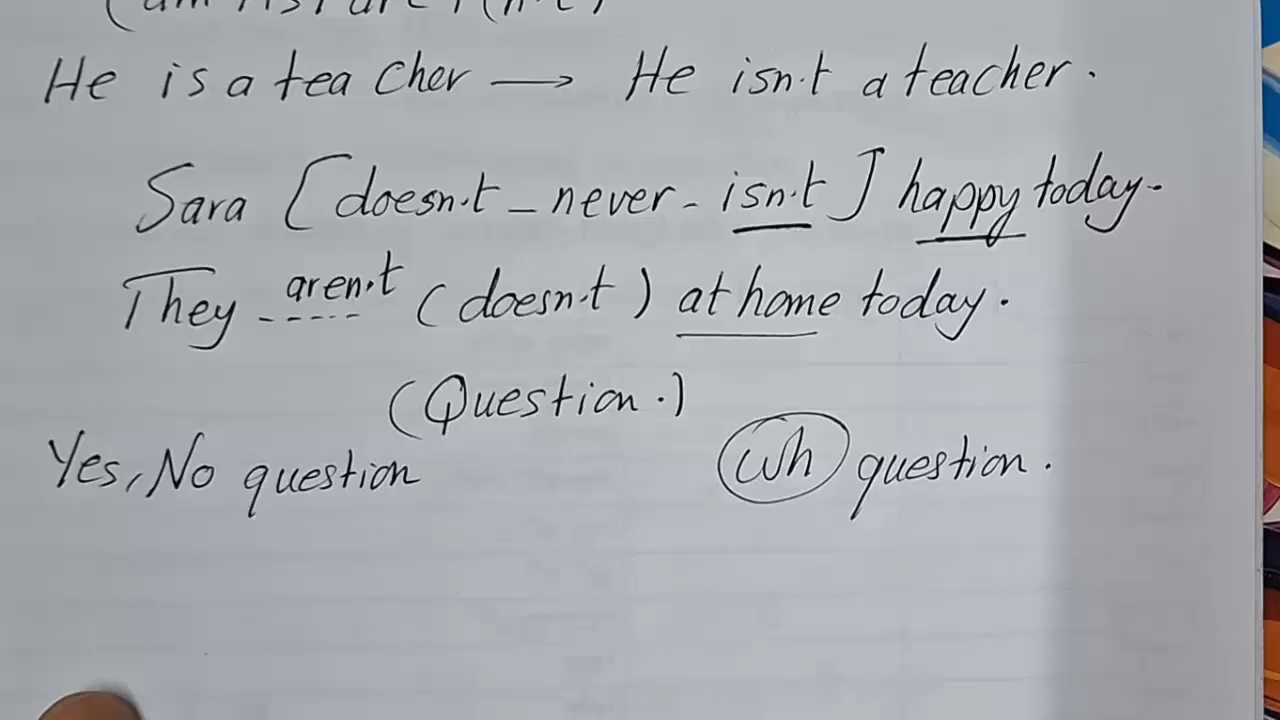 He is a teacher → He isn't a teacher.
Sara [doesn't - never - isn't] happy today.
They ----- aren't (doesn't) at home today.
(Question.)
Yes, No question Wh question.